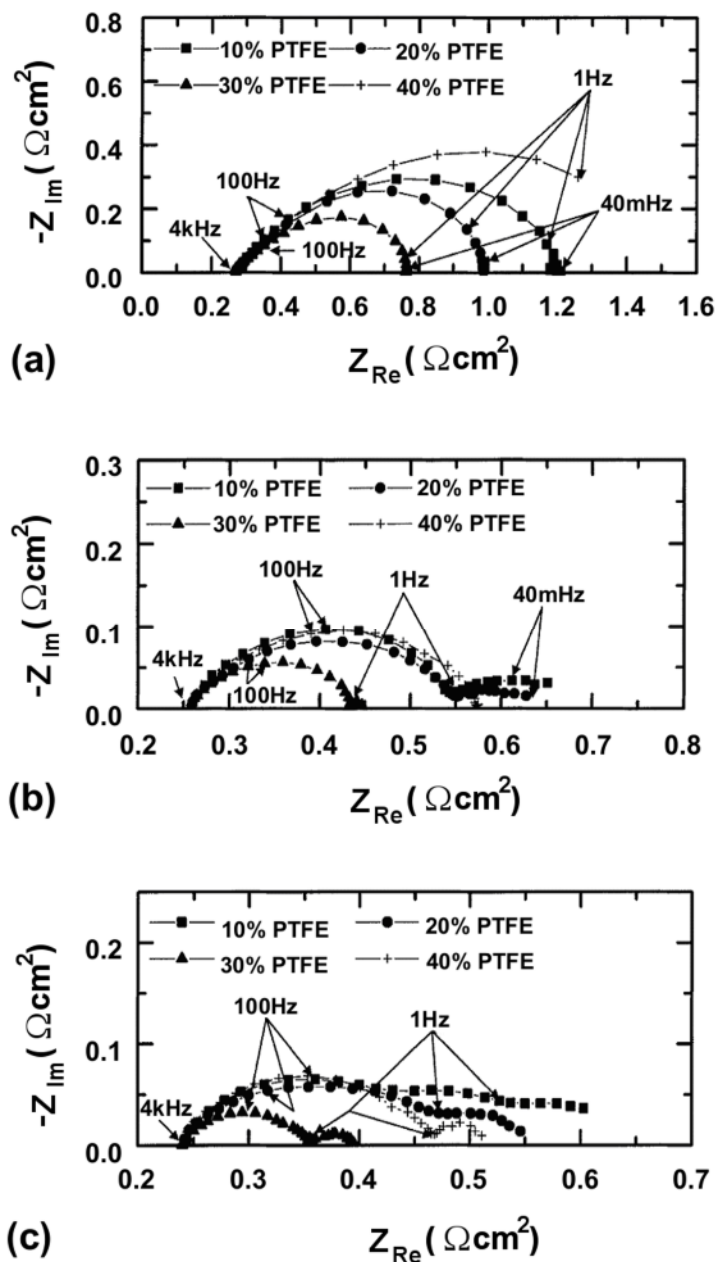 0.8
10% PTFE 20% PTFE
30% PTFE 40% PTFE
1Hz
0.6
-Z_Im (Ωcm²)
0.4
100Hz
0.2
4kHz
100Hz
40mHz
0.0
0.0 0.2 0.4 0.6 0.8 1.0 1.2 1.4 1.6
(a)
Z_Re (Ωcm²)
0.3
10% PTFE 20% PTFE
30% PTFE 40% PTFE
0.2
-Z_Im (Ωcm²)
100Hz
1Hz
40mHz
0.1
4kHz
100Hz
0.0
0.2 0.3 0.4 0.5 0.6 0.7 0.8
(b)
Z_Re (Ωcm²)
10% PTFE 20% PTFE
0.2
30% PTFE 40% PTFE
-Z_Im (Ωcm²)
100Hz
1Hz
0.1
4kHz
0.0
0.2 0.3 0.4 0.5 0.6 0.7
(c)
Z_Re (Ωcm²)